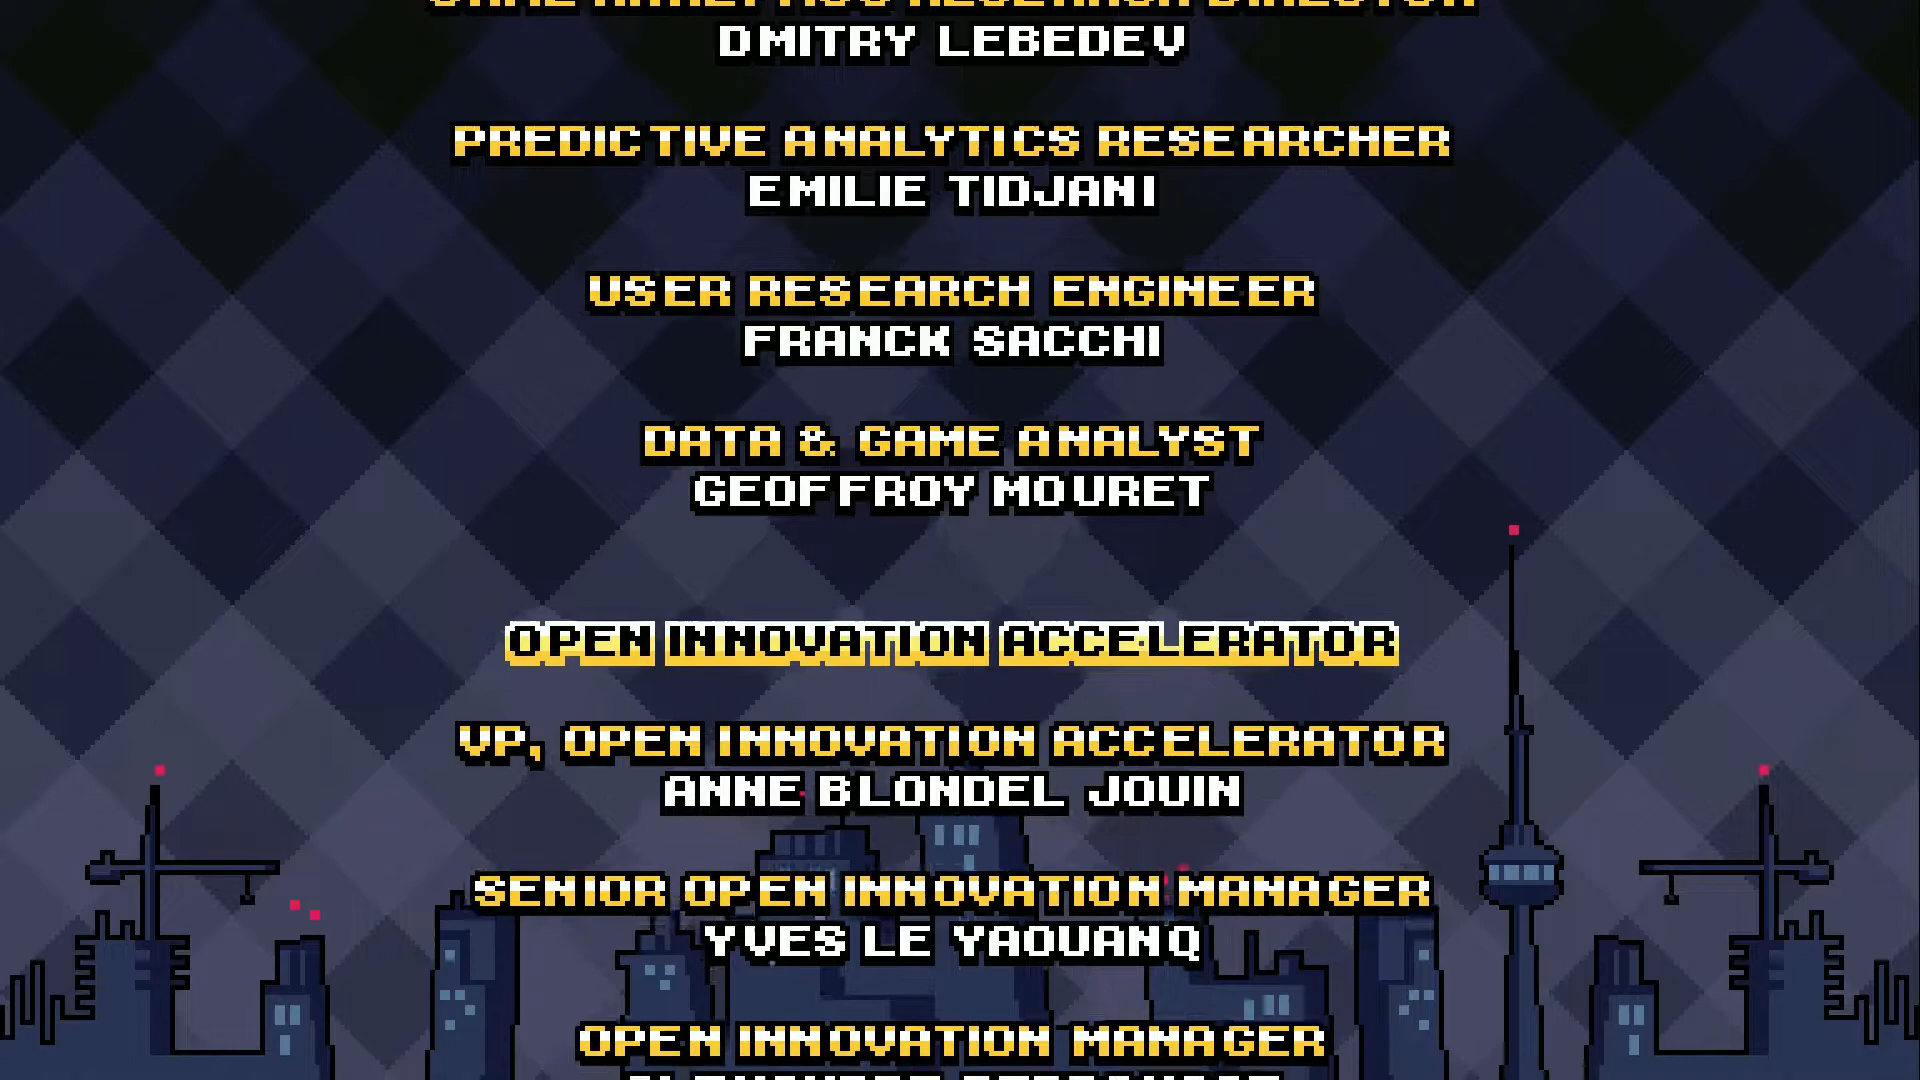 DMITRY LEBEDEV
PREDICTIVE ANALYTICS RESEARCHER
EMILIE TIDJANI
USER RESEARCH ENGINEER
FRANCK SACCHI
DATA & GAME ANALYST
GEOFFROY MOURET
OPEN INNOVATION ACCELERATOR
VP, OPEN INNOVATION ACCELERATOR
ANNE BLONDEL JOUIN
SENIOR OPEN INNOVATION MANAGER
YVES LE YAOUANQ
OPEN INNOVATION MANAGER